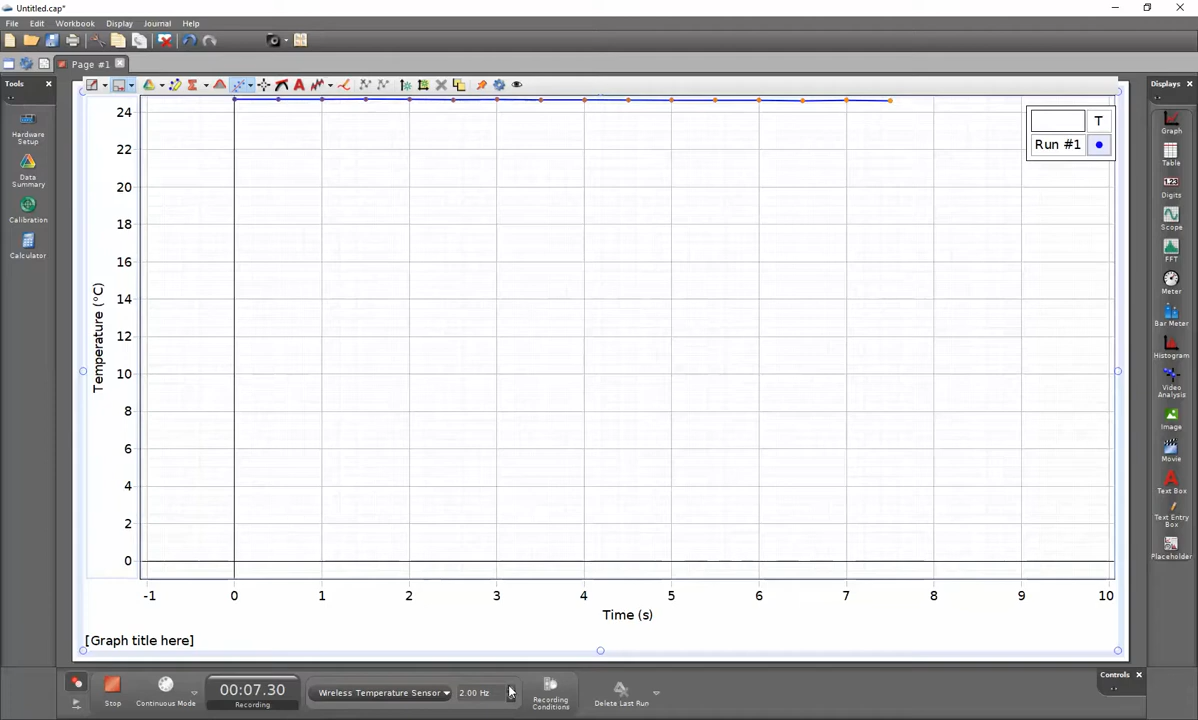 Untitled.cap*
File Edit Workbook Display Journal Help
Page #1
Tools
Hardware
Setup
Data
Summary
Calibration
Calculator
24
22
20
18
16
14
12
10
8
6
4
2
0
Temperature (°C)
T
Run #1
-1 0 1 2 3 4 5 6 7 8 9 10
Time (s)
[Graph title here]
Displays
Graph
Table
1.23
Digits
Scope
FFT
Meter
Bar Meter
Histogram
Video
Analysis
Image
Movie
Text Box
Text Entry
Box
Placeholder
Stop
Continuous Mode
00:07.30
Recording
Wireless Temperature Sensor
2.00 Hz
Recording
Conditions
Delete Last Run
Controls